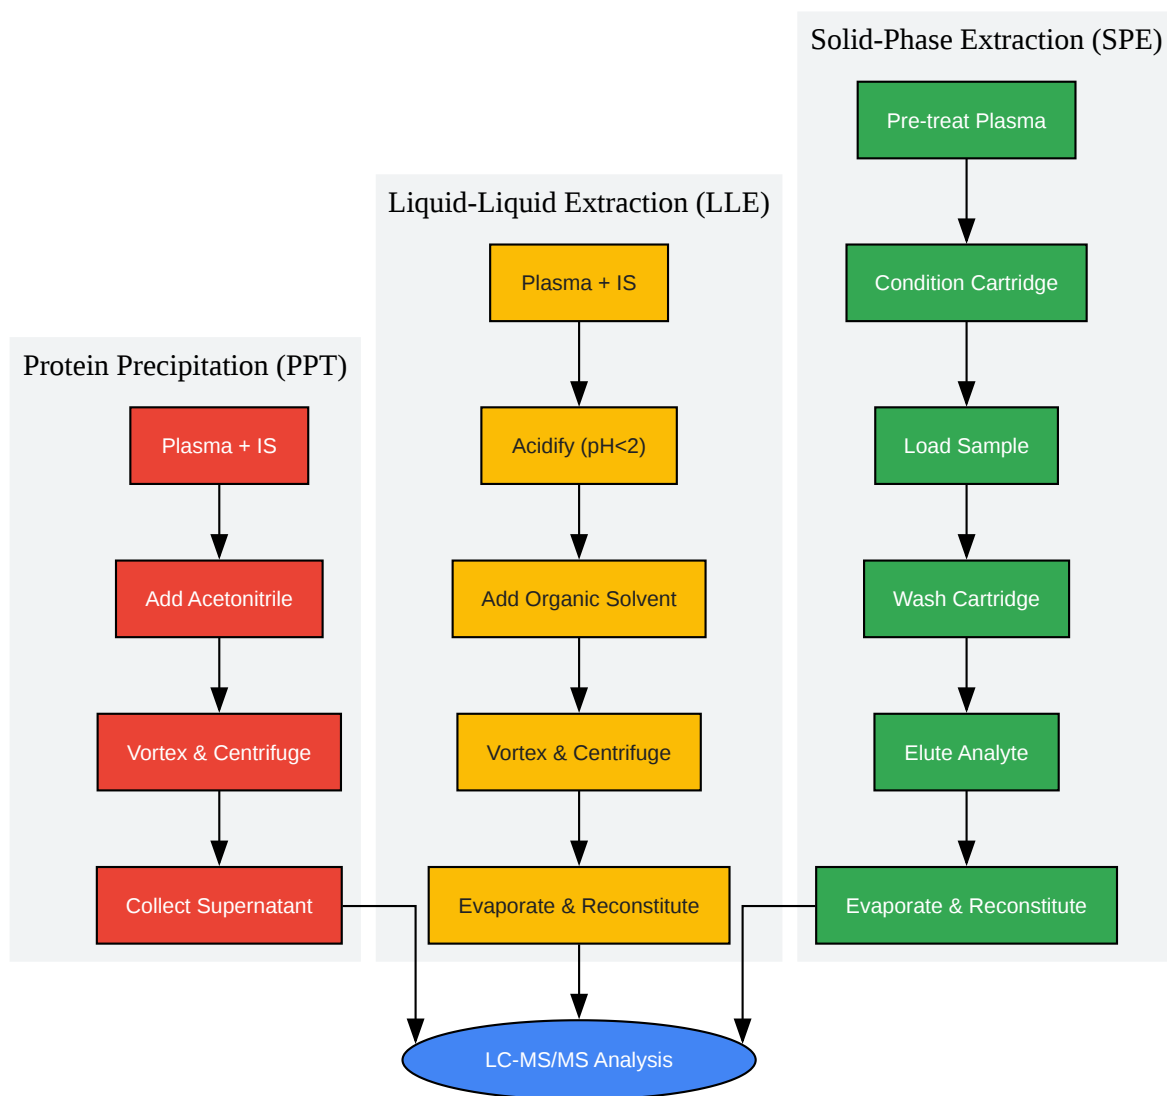 Protein Precipitation (PPT)
Plasma + IS
Add Acetonitrile
Vortex & Centrifuge
Collect Supernatant
Liquid-Liquid Extraction (LLE)
Plasma + IS
Acidify (pH<2)
Add Organic Solvent
Vortex & Centrifuge
Evaporate & Reconstitute
Solid-Phase Extraction (SPE)
Pre-treat Plasma
Condition Cartridge
Load Sample
Wash Cartridge
Elute Analyte
Evaporate & Reconstitute
LC-MS/MS Analysis